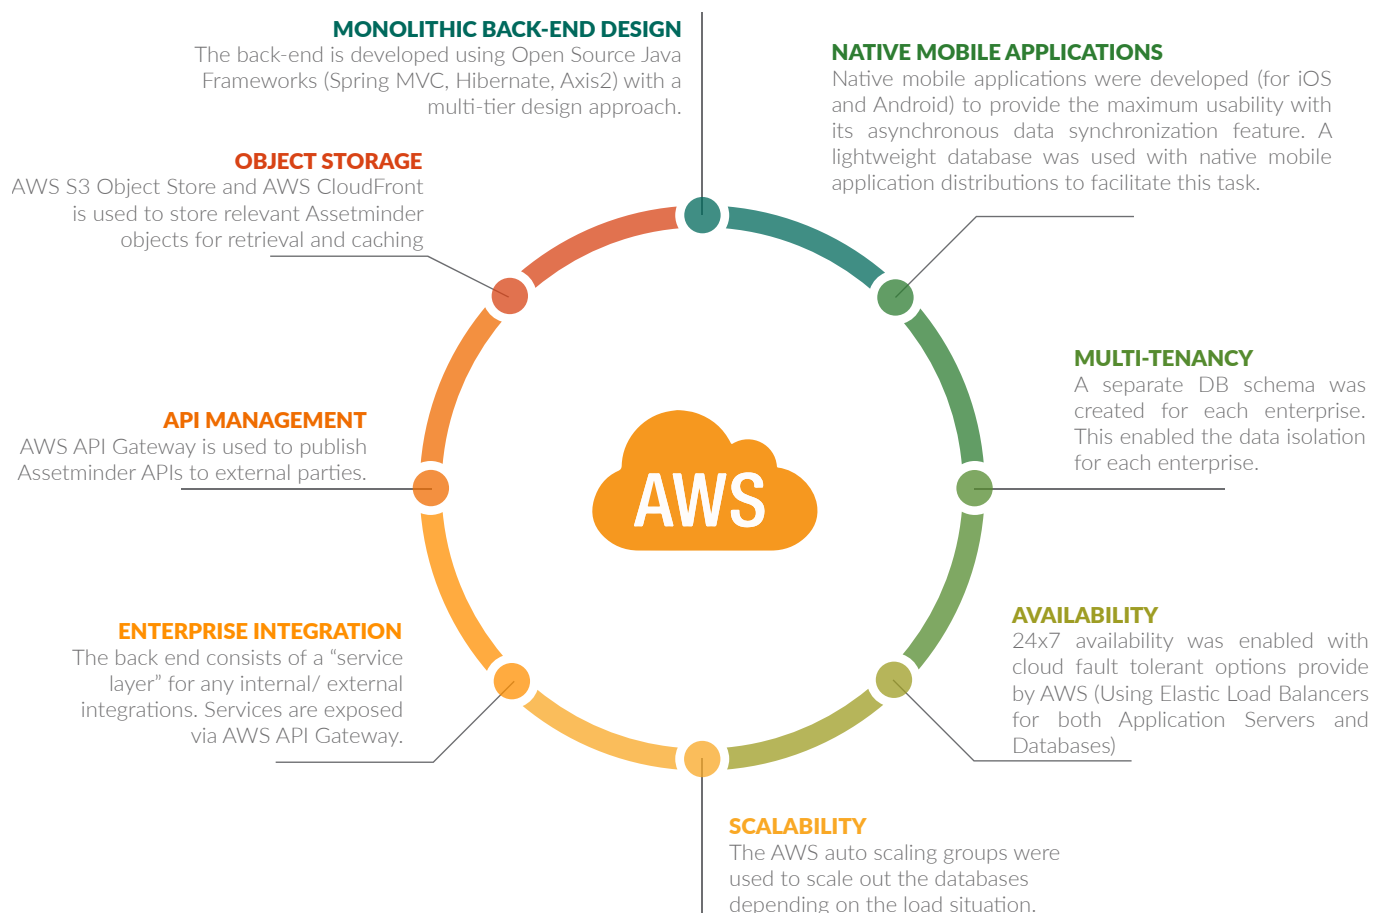 MONOLITHIC BACK-END DESIGN
The back-end is developed using Open Source Java
Frameworks (Spring MVC, Hibernate, Axis2) with a
multi-tier design approach.
NATIVE MOBILE APPLICATIONS
Native mobile applications were developed (for iOS
and Android) to provide the maximum usability with
its asynchronous data synchronization feature. A
lightweight database was used with native mobile
application distributions to facilitate this task.
OBJECT STORAGE
AWS S3 Object Store and AWS CloudFront
is used to store relevant Assetminder
objects for retrieval and caching
MULTI-TENANCY
A separate DB schema was
created for each enterprise.
This enabled the data isolation
for each enterprise.
API MANAGEMENT
AWS API Gateway is used to publish
Assetminder APIs to external parties.
AWS
AVAILABILITY
24x7 availability was enabled with
cloud fault tolerant options provide
by AWS (Using Elastic Load Balancers
for both Application Servers and
Databases)
ENTERPRISE INTEGRATION
The back end consists of a “service
layer” for any internal/ external
integrations. Services are exposed
via AWS API Gateway.
SCALABILITY
The AWS auto scaling groups were
used to scale out the databases
depending on the load situation.